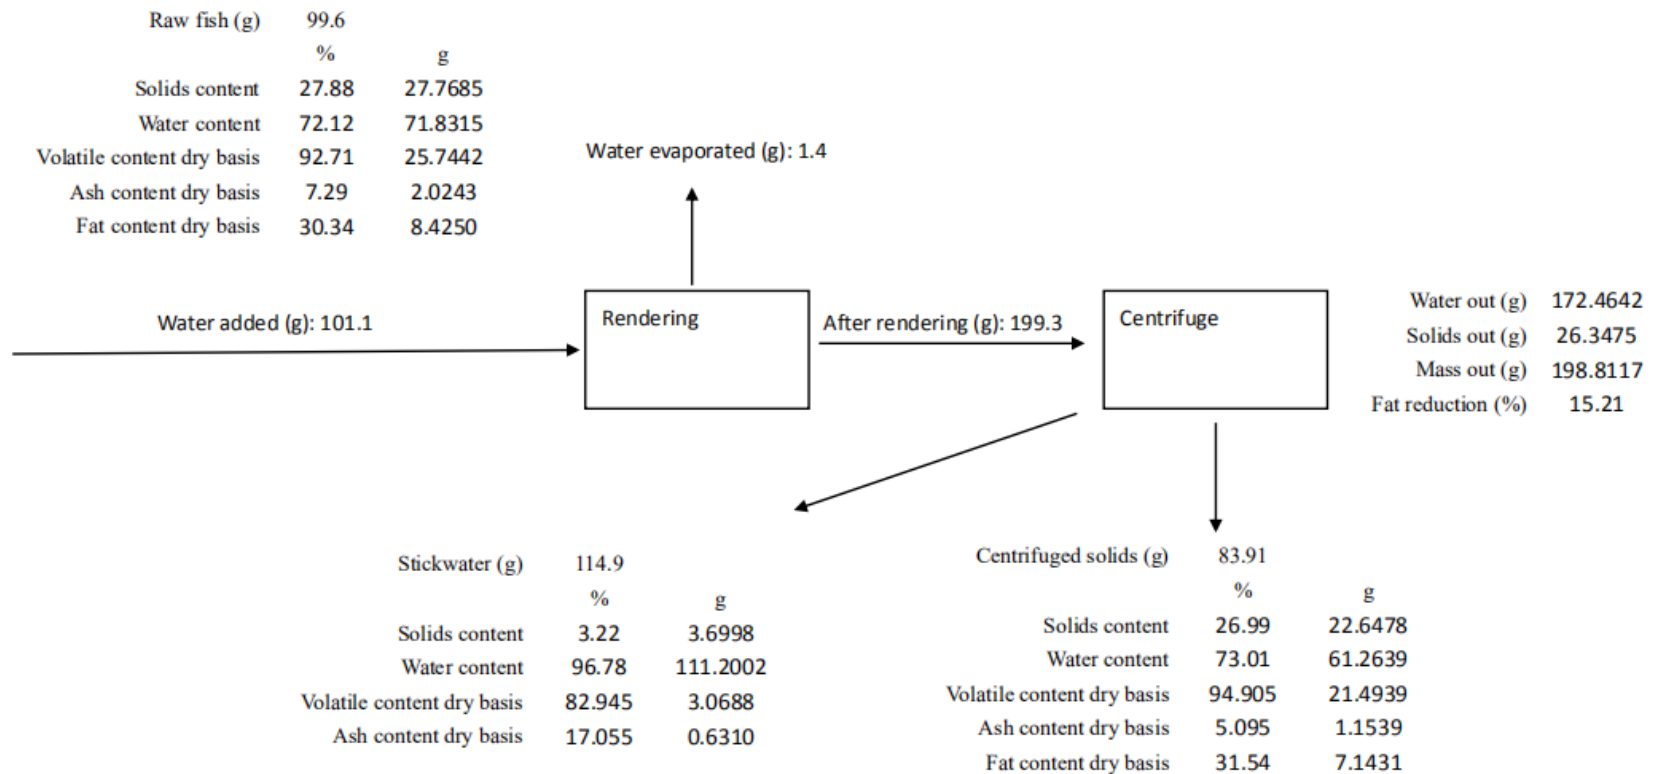 Raw fish (g) 99.6
% g
Solids content 27.88 27.7685
Water content 72.12 71.8315
Volatile content dry basis 92.71 25.7442
Ash content dry basis 7.29 2.0243
Fat content dry basis 30.34 8.4250
Water evaporated (g): 1.4
Water added (g): 101.1
Rendering
After rendering (g): 199.3
Centrifuge
Water out (g) 172.4642
Solids out (g) 26.3475
Mass out (g) 198.8117
Fat reduction (%) 15.21
Stickwater (g) 114.9
% g
Solids content 3.22 3.6998
Water content 96.78 111.2002
Volatile content dry basis 82.945 3.0688
Ash content dry basis 17.055 0.6310
Centrifuged solids (g) 83.91
% g
Solids content 26.99 22.6478
Water content 73.01 61.2639
Volatile content dry basis 94.905 21.4939
Ash content dry basis 5.095 1.1539
Fat content dry basis 31.54 7.1431